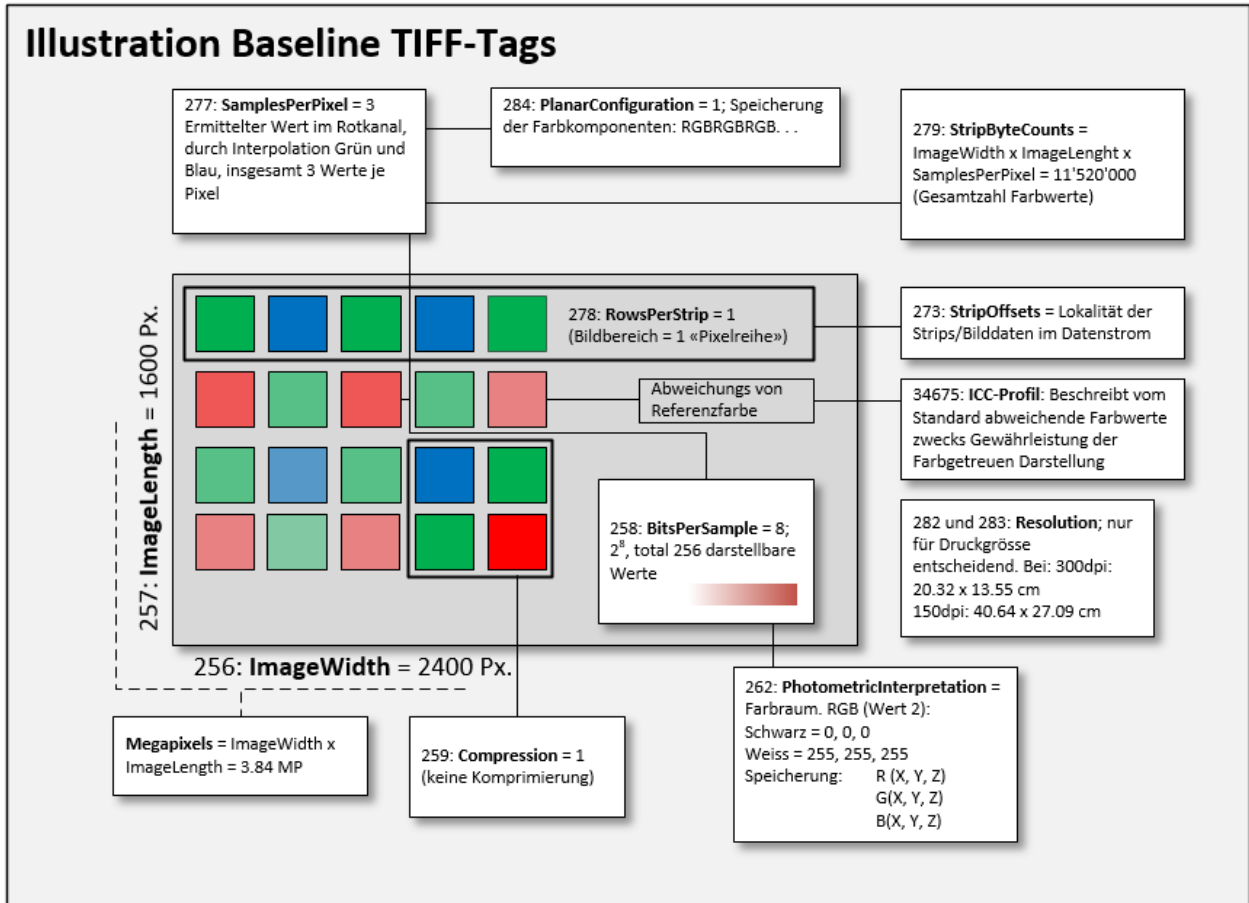 Illustration Baseline TIFF-Tags
277: SamplesPerPixel = 3
Ermittelter Wert im Rotkanal,
durch Interpolation Grün und
Blau, insgesamt 3 Werte je
Pixel
284: PlanarConfiguration = 1; Speicherung
der Farbkomponenten: RGBRGBRGB. . .
279: StripByteCounts =
ImageWidth x ImageLenght x
SamplesPerPixel = 11'520'000
(Gesamtzahl Farbwerte)
278: RowsPerStrip = 1
(Bildbereich = 1 «Pixelreihe»)
273: StripOffsets = Lokalität der
Strips/Bilddaten im Datenstrom
Abweichungs von
Referenzfarbe
34675: ICC-Profil: Beschreibt vom
Standard abweichende Farbwerte
zwecks Gewährleistung der
Farbgetreuen Darstellung
257: ImageLength = 1600 Px.
258: BitsPerSample = 8;
2⁸, total 256 darstellbare
Werte
282 und 283: Resolution; nur
für Druckgrösse
entscheidend. Bei: 300dpi:
20.32 x 13.55 cm
150dpi: 40.64 x 27.09 cm
256: ImageWidth = 2400 Px.
Megapixels = ImageWidth x
ImageLength = 3.84 MP
259: Compression = 1
(keine Komprimierung)
262: PhotometricInterpretation =
Farbraum. RGB (Wert 2):
Schwarz = 0, 0, 0
Weiss = 255, 255, 255
Speicherung: R (X, Y, Z)
G(X, Y, Z)
B(X, Y, Z)